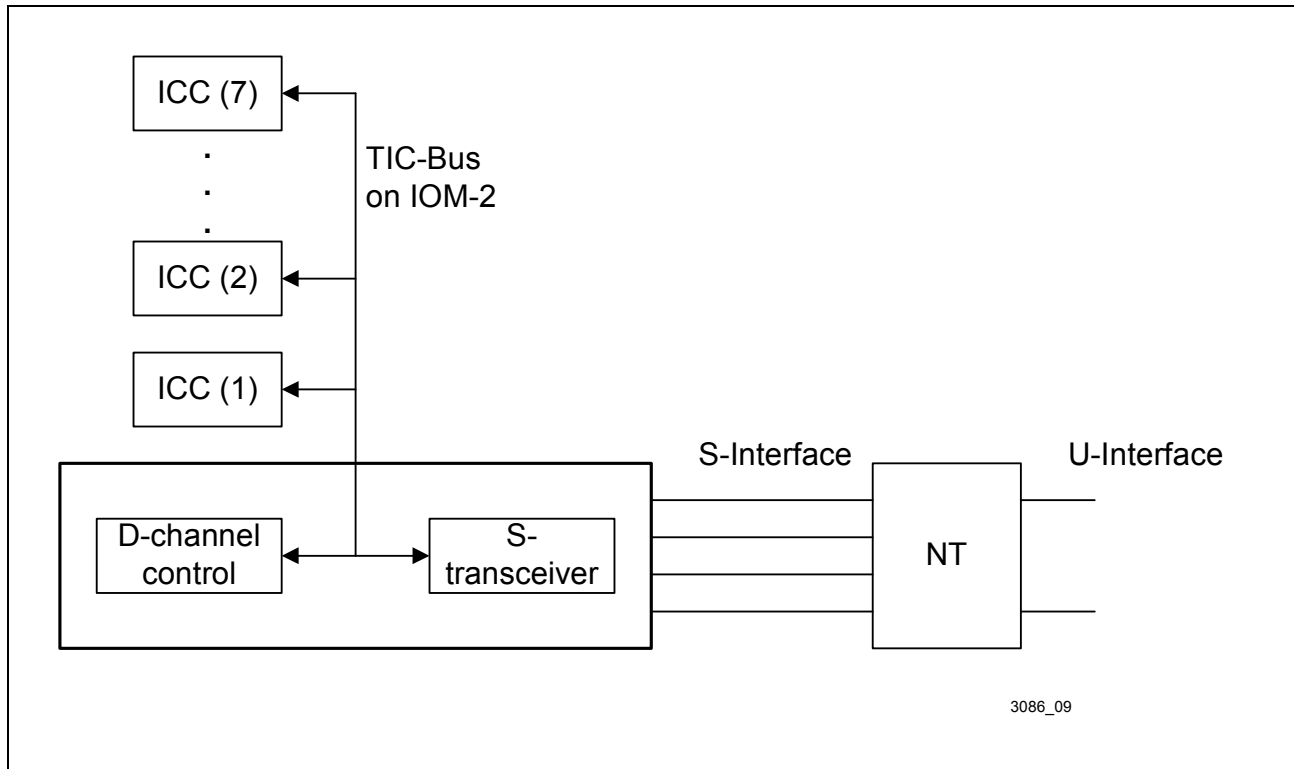 ICC (7)
TIC-Bus
on IOM-2
.
.
.
ICC (2)
ICC (1)
S-Interface
U-Interface
D-channel
control
S-
transceiver
NT
3086_09